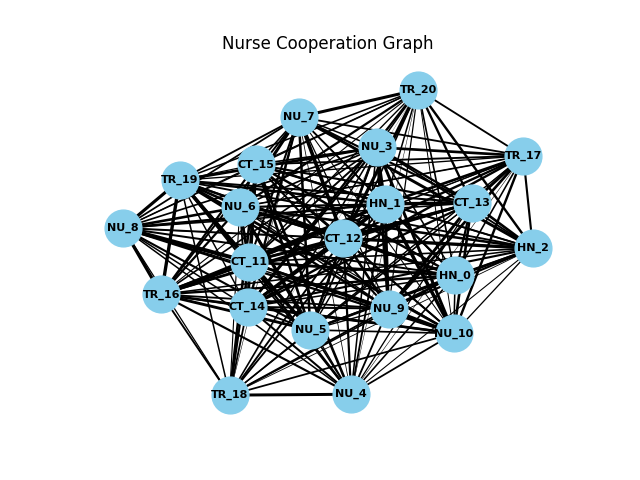 Nurse Cooperation Graph
TR_20
NU_7
NU_3
TR_17
CT_15
TR_19
HN_1
CT_13
NU_6
NU_8
CT_12
HN_2
CT_11
HN_0
TR_16
CT_14
NU_9
NU_5
NU_10
TR_18
NU_4